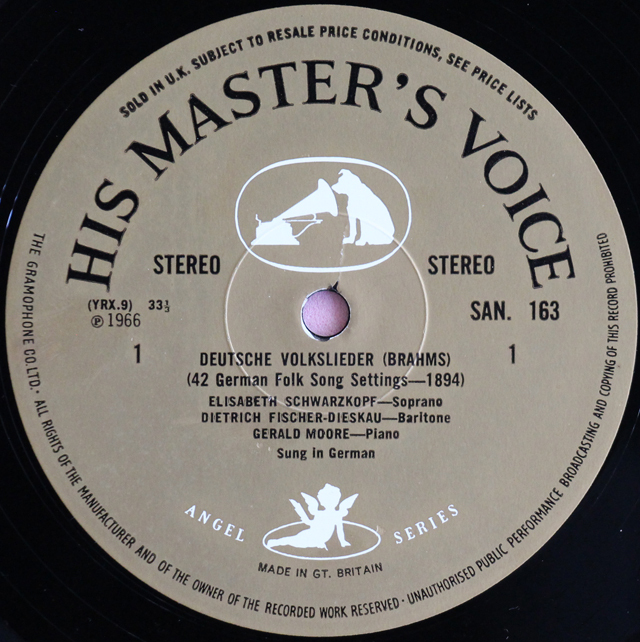 SOLD IN U.K. SUBJECT TO RESALE PRICE CONDITIONS, SEE PRICE LISTS
HIS MASTER'S VOICE
STEREO STEREO
(YRX.9) 33⅓
℗ 1966
SAN. 163
1 1
DEUTSCHE VOLKSLIEDER (BRAHMS)
(42 German Folk Song Settings—1894)
ELISABETH SCHWARZKOPF—Soprano
DIETRICH FISCHER-DIESKAU—Baritone
GERALD MOORE—Piano
Sung in German
ANGEL SERIES
MADE IN GT. BRITAIN
THE GRAMOPHONE CO. LTD. · ALL RIGHTS OF THE MANUFACTURER AND OF THE OWNER OF THE RECORDED WORK RESERVED · UNAUTHORISED PUBLIC PERFORMANCE BROADCASTING AND COPYING OF THIS RECORD PROHIBITED